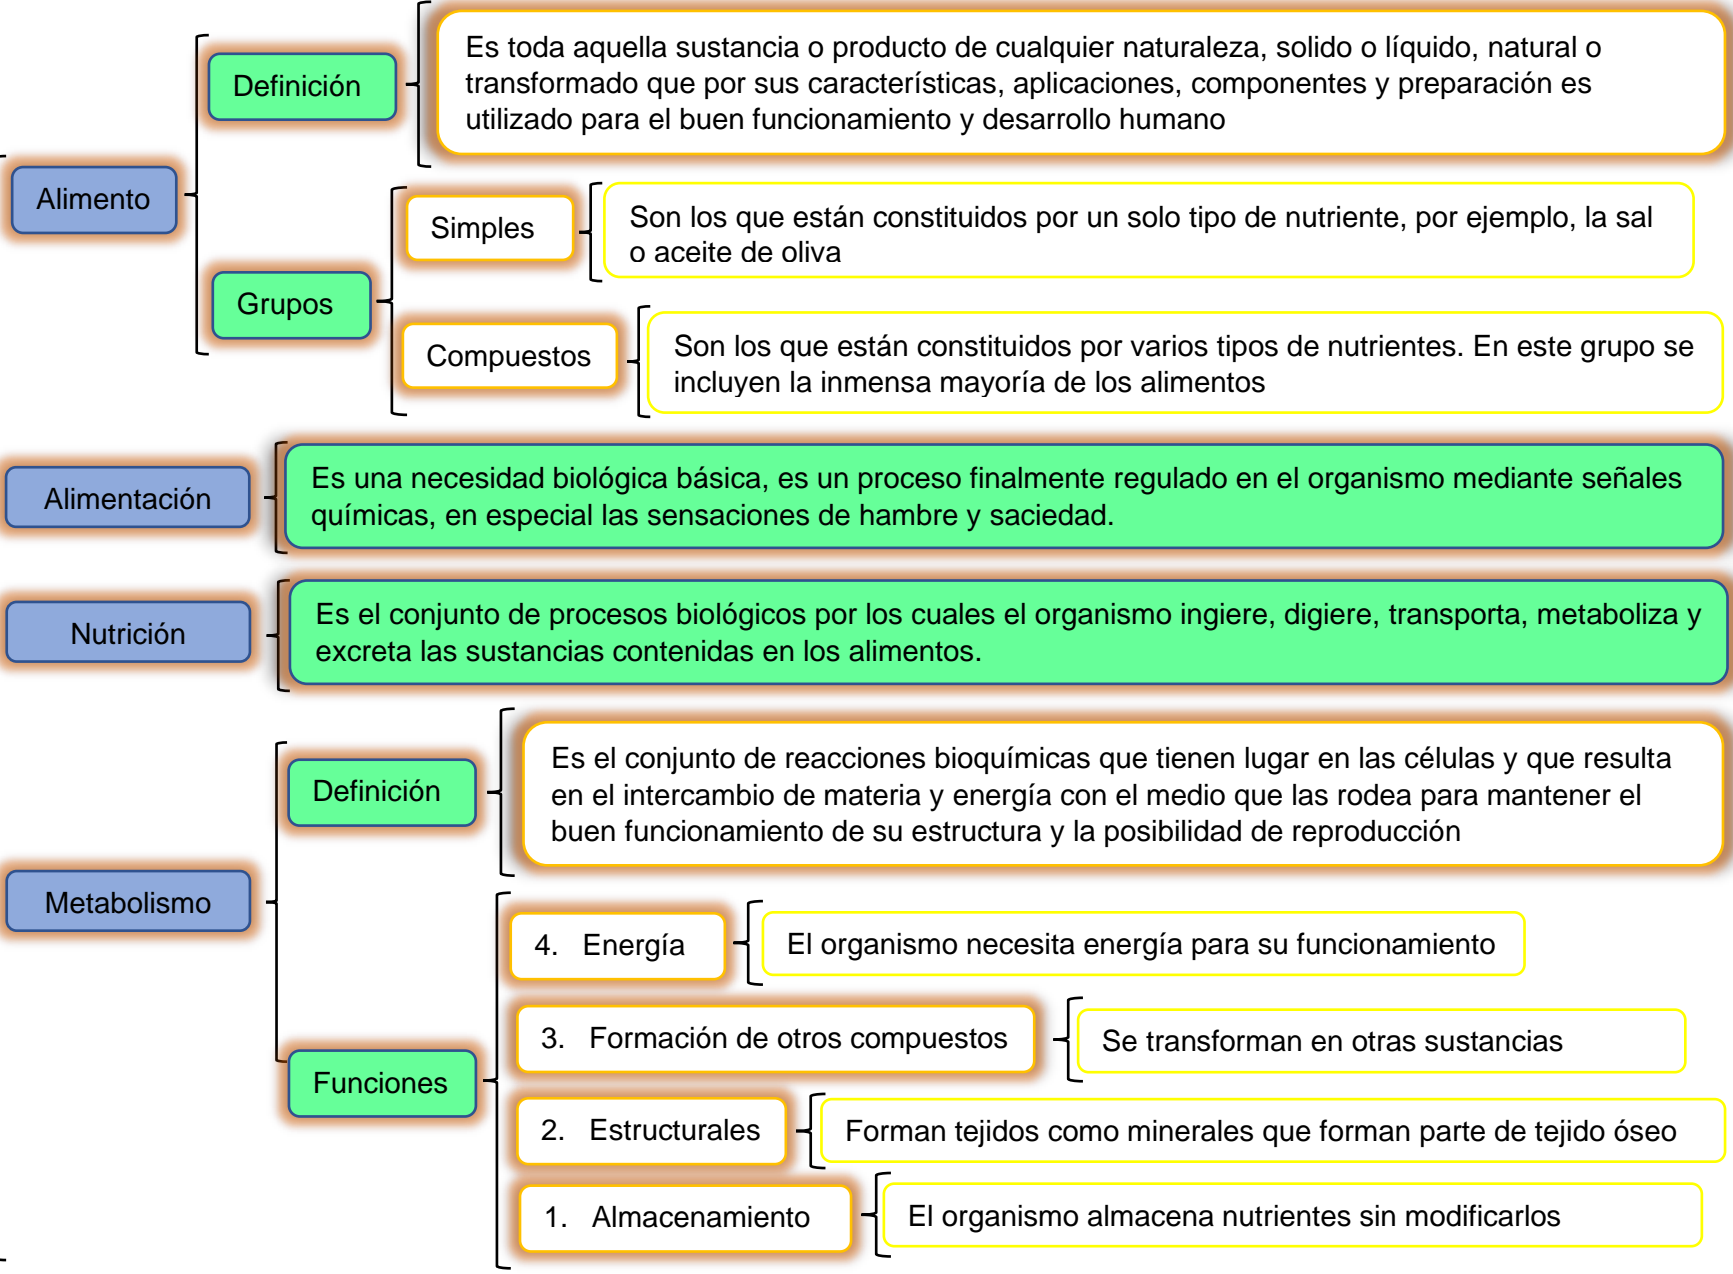 Alimento
Definición
Es toda aquella sustancia o producto de cualquier naturaleza, solido o líquido, natural o
transformado que por sus características, aplicaciones, componentes y preparación es
utilizado para el buen funcionamiento y desarrollo humano
Grupos
Simples
Son los que están constituidos por un solo tipo de nutriente, por ejemplo, la sal
o aceite de oliva
Compuestos
Son los que están constituidos por varios tipos de nutrientes. En este grupo se
incluyen la inmensa mayoría de los alimentos
Alimentación
Es una necesidad biológica básica, es un proceso finalmente regulado en el organismo mediante señales
químicas, en especial las sensaciones de hambre y saciedad.
Nutrición
Es el conjunto de procesos biológicos por los cuales el organismo ingiere, digiere, transporta, metaboliza y
excreta las sustancias contenidas en los alimentos.
Metabolismo
Definición
Es el conjunto de reacciones bioquímicas que tienen lugar en las células y que resulta
en el intercambio de materia y energía con el medio que las rodea para mantener el
buen funcionamiento de su estructura y la posibilidad de reproducción
Funciones
4. Energía
El organismo necesita energía para su funcionamiento
3. Formación de otros compuestos
Se transforman en otras sustancias
2. Estructurales
Forman tejidos como minerales que forman parte de tejido óseo
1. Almacenamiento
El organismo almacena nutrientes sin modificarlos